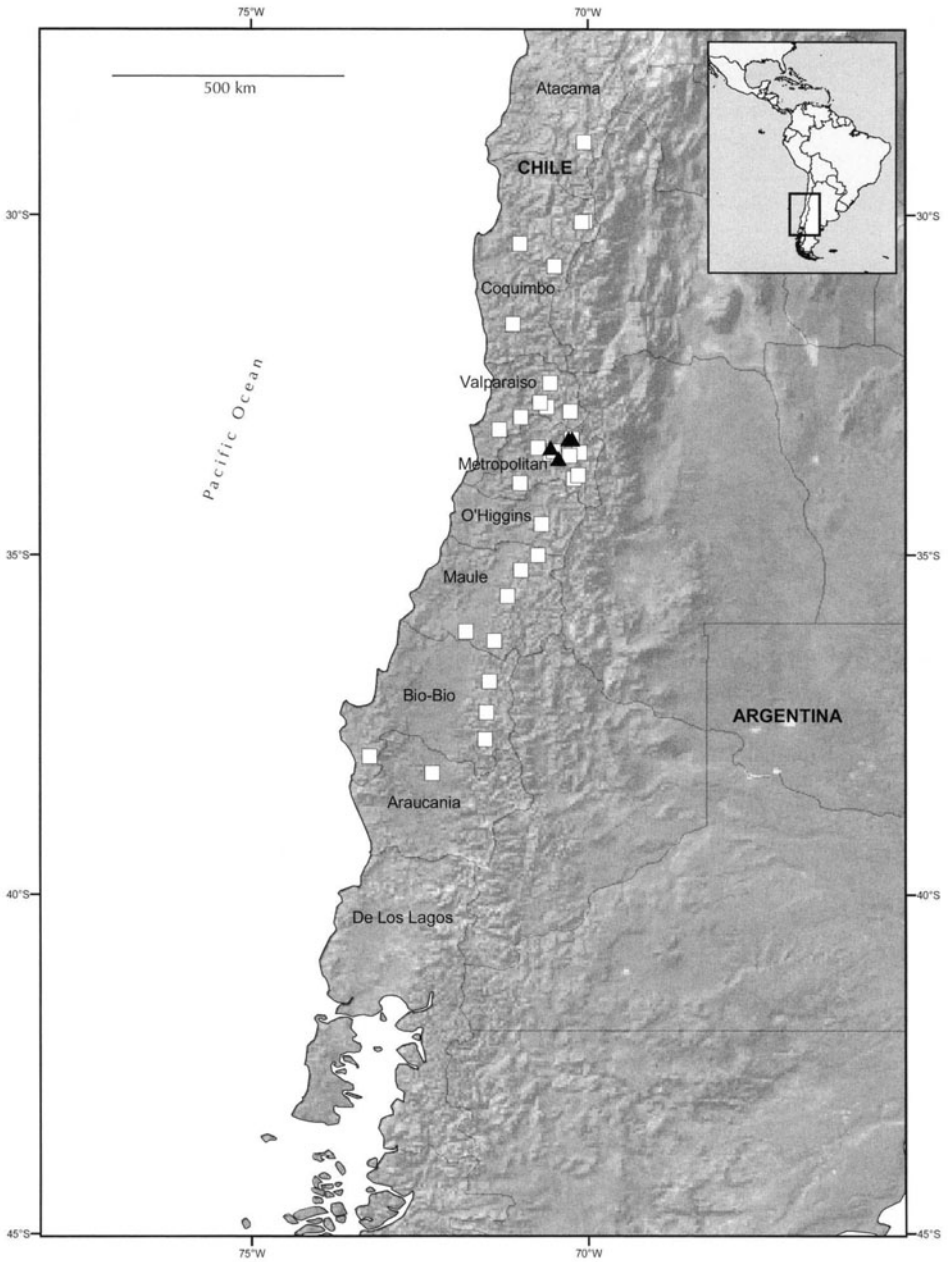 75°W
70°W
500 km
Atacama
CHILE
30°S
30°S
Coquimbo
Pacific Ocean
Valparaiso
Metropolitan
O'Higgins
35°S
35°S
Maule
Bio-Bio
ARGENTINA
Araucania
40°S
40°S
De Los Lagos
45°S
45°S
75°W
70°W